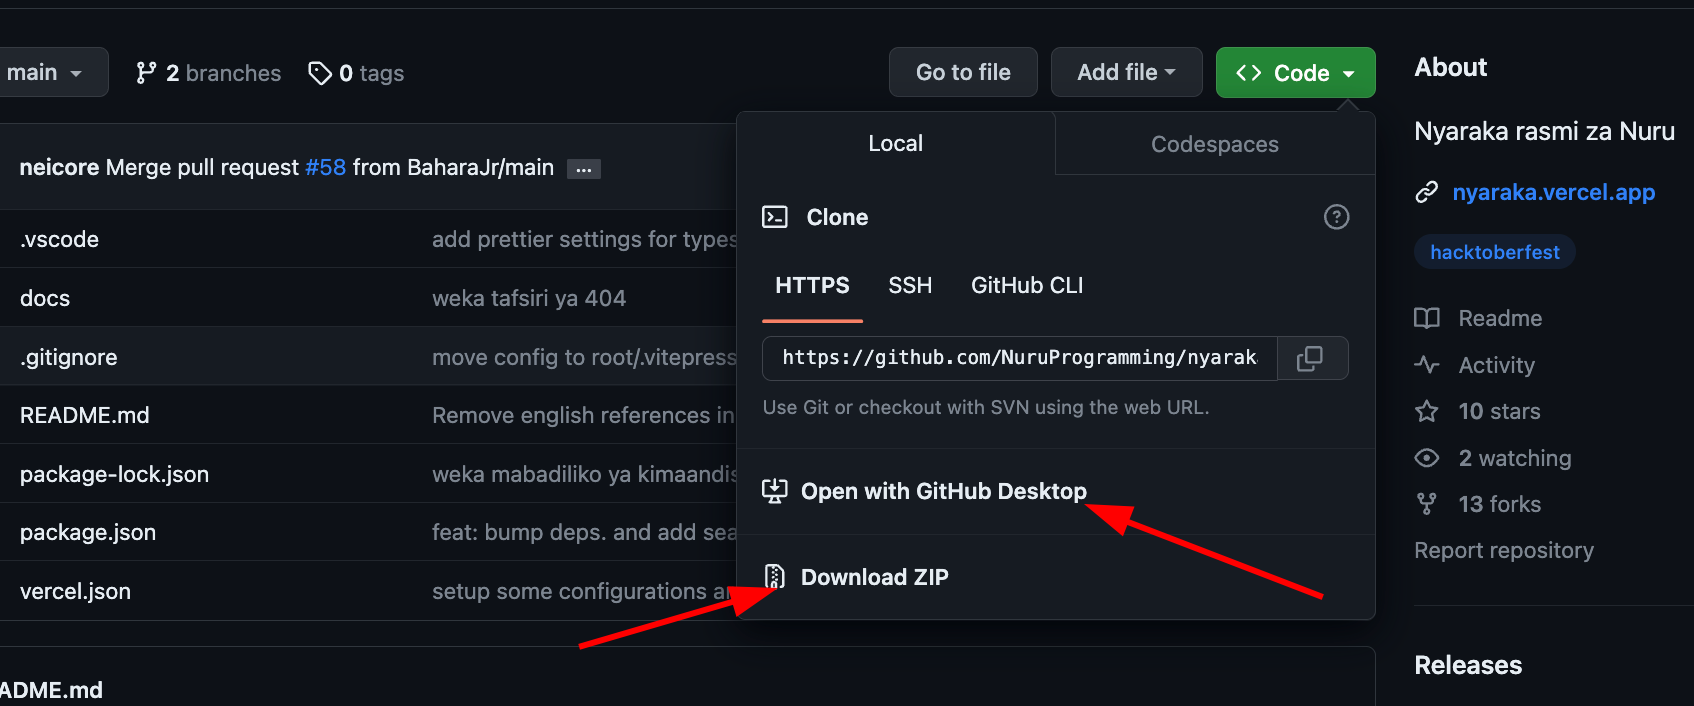 main
2 branches
0 tags
Go to file
Add file
Code
neicore Merge pull request #58 from BaharaJr/main ...
.vscode
add prettier settings for types
docs
weka tafsiri ya 404
.gitignore
move config to root/.vitepress
README.md
Remove english references in
package-lock.json
weka mabadiliko ya kimaandis
package.json
feat: bump deps. and add sea
vercel.json
setup some configurations
ADME.md
Local
Codespaces
Clone
HTTPS
SSH
GitHub CLI
https://github.com/NuruProgramming/nyarak
Use Git or checkout with SVN using the web URL.
Open with GitHub Desktop
Download ZIP
About
Nyaraka rasmi za Nuru
nyaraka.vercel.app
hacktoberfest
Readme
Activity
10 stars
2 watching
13 forks
Report repository
Releases